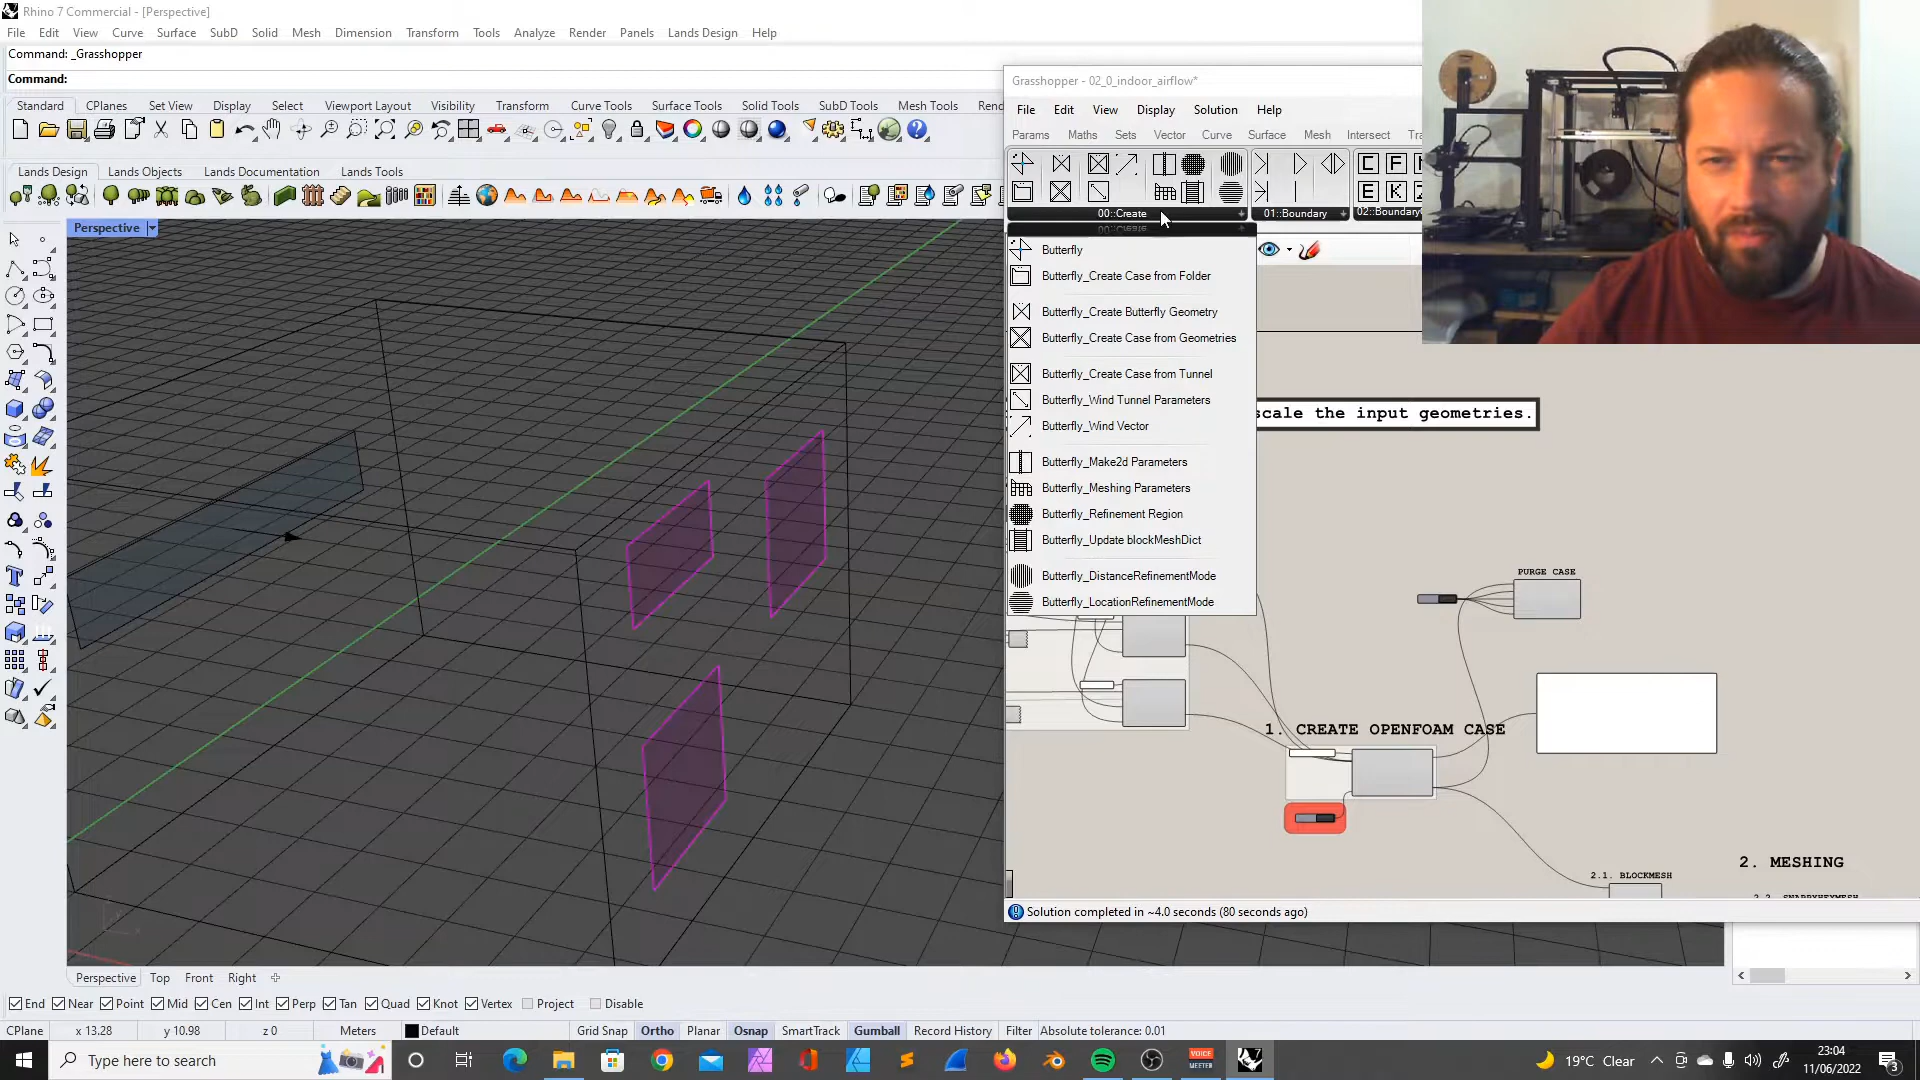 Rhino 7 Commercial - [Perspective]
File Edit View Curve Surface SubD Solid Mesh Dimension Transform Tools Analyze Render Panels Lands Design Help
Command: _Grasshopper
Command:
Standard CPlanes Set View Display Select Viewport Layout Visibility Transform Curve Tools Surface Tools Solid Tools SubD Tools Mesh Tools
Lands Design Lands Objects Lands Documentation Lands Tools
Perspective
Grasshopper - 02_0_indoor_airflow*
File Edit View Display Solution Help
Params Maths Sets Vector Curve Surface Mesh Intersect
C F
E K
00::Create 01::Boundary
Butterfly
Butterfly_Create Case from Folder
Butterfly_Create Butterfly Geometry
Butterfly_Create Case from Geometries
Butterfly_Create Case from Tunnel
Butterfly_Wind Tunnel Parameters
Butterfly_Wind Vector
Butterfly_Make2d Parameters
Butterfly_Meshing Parameters
Butterfly_Refinement Region
Butterfly_Update blockMeshDict
Butterfly_DistanceRefinementMode
Butterfly_LocationRefinementMode
scale the input geometries.
PURGE CASE
1. CREATE OPENFOAM CASE
2. MESHING
2.1. BLOCKMESH
Solution completed in ~4.0 seconds (80 seconds ago)
Perspective Top Front Right
End Near Point Mid Cen Int Perp Tan Quad Knot Vertex Project Disable
CPlane x 13.28 y 10.98 z 0 Meters Default Grid Snap Ortho Planar Osnap SmartTrack Gumball Record History Filter Absolute tolerance: 0.01
Type here to search
VOICE
MEETER
19°C Clear
23:04
11/06/2022
3